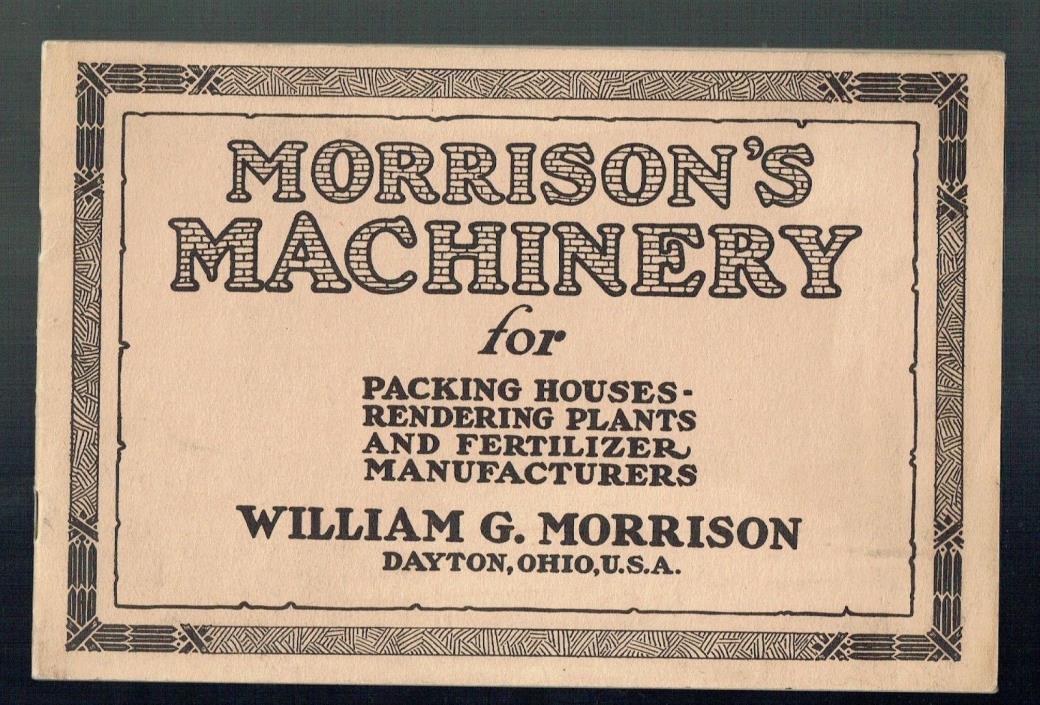 MORRISON'S
MACHINERY
for
PACKING HOUSES-
RENDERING PLANTS
AND FERTILIZER
MANUFACTURERS
WILLIAM G. MORRISON
DAYTON, OHIO, U.S.A.